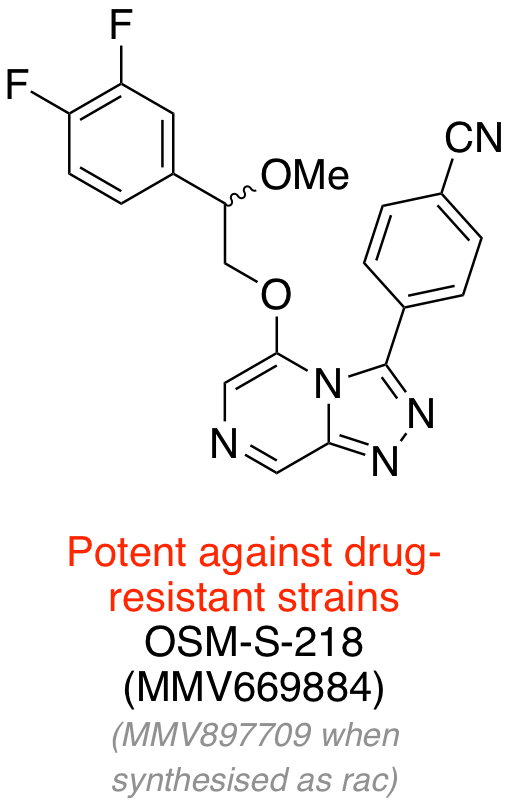 F
F
CN
OMe
O
N
N
N
N
Potent against drug-
resistant strains
OSM-S-218
(MMV669884)
(MMV897709 when
synthesised as rac)